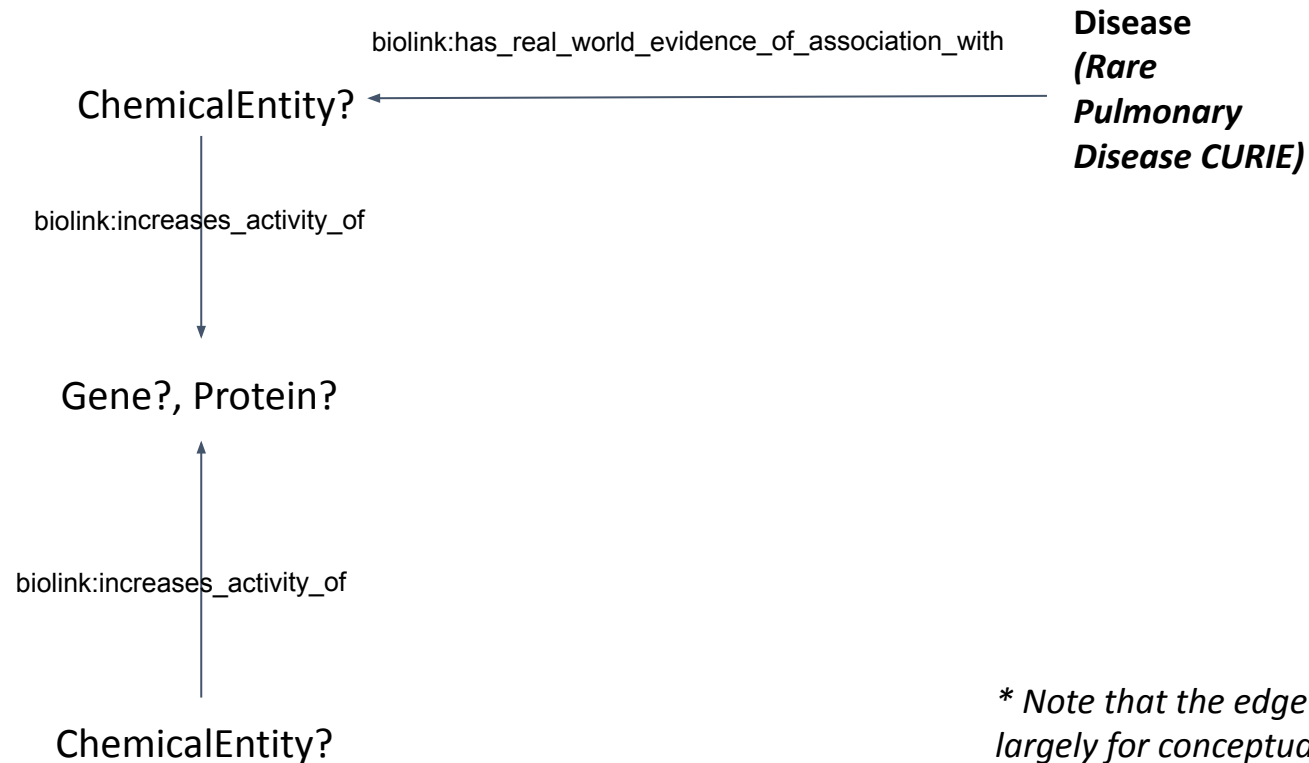 Disease
(Rare
Pulmonary
Disease CURIE)
biolink:has_real_world_evidence_of_association_with
ChemicalEntity?
biolink:increases_activity_of
Gene?, Protein?
biolink:increases_activity_of
ChemicalEntity?
* Note that the edge
largely for conceptua